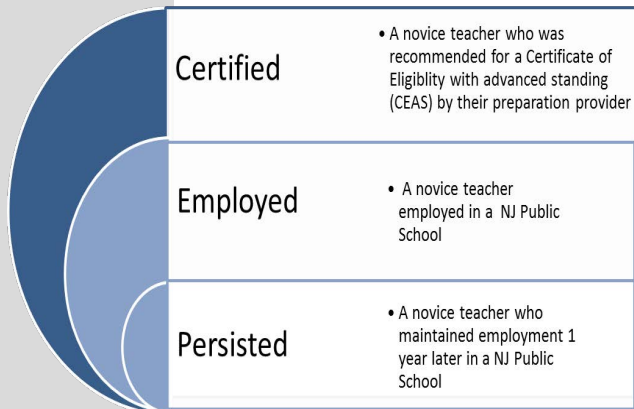 Certified
• A novice teacher who was
recommended for a Certificate of
Eligiblity with advanced standing
(CEAS) by their preparation provider
Employed
• A novice teacher
employed in a NJ Public
School
Persisted
• A novice teacher who
maintained employment 1
year later in a NJ Public
School